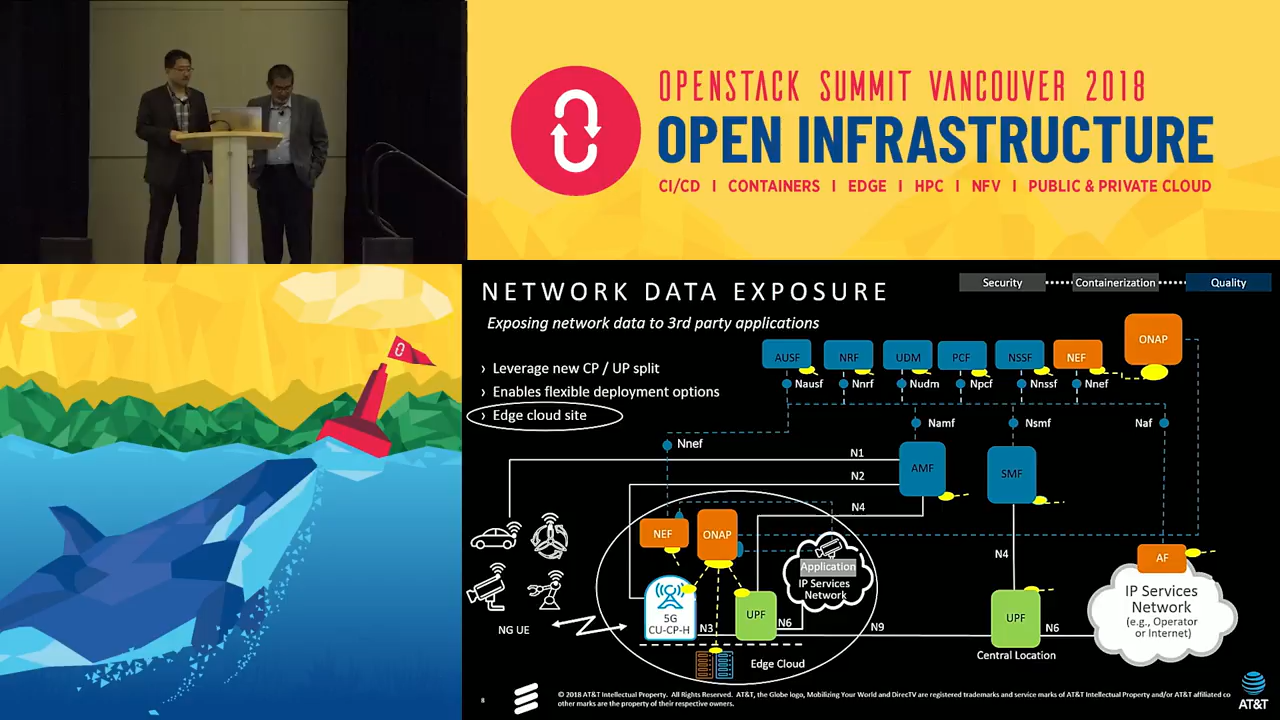 OPENSTACK SUMMIT VANCOUVER 2018
OPEN INFRASTRUCTURE
CI/CD | CONTAINERS | EDGE | HPC | NFV | PUBLIC & PRIVATE CLOUD
NETWORK DATA EXPOSURE
Security
Containerization
Quality
Exposing network data to 3rd party applications
› Leverage new CP / UP split
› Enables flexible deployment options
› Edge cloud site
AUSF
NRF
UDM
PCF
NSSF
NEF
ONAP
Nausf
Nnrf
Nudm
Npcf
Nnssf
Nnef
Nnef
Namf
Nsmf
Naf
N1
N2
N4
AMF
SMF
NEF
ONAP
Application
IP Services
Network
5G
CU-CP-H
N3
UPF
N6
N9
N4
UPF
N6
Central Location
AF
IP Services
Network
(e.g., Operator
or Internet)
NG UE
Edge Cloud
8
© 2018 AT&T Intellectual Property. All Rights Reserved. AT&T, the Globe logo, Mobilizing Your World and DirecTV are registered trademarks and service marks of AT&T Intellectual Property and/or AT&T affiliated co
other marks are the property of their respective owners.
AT&T